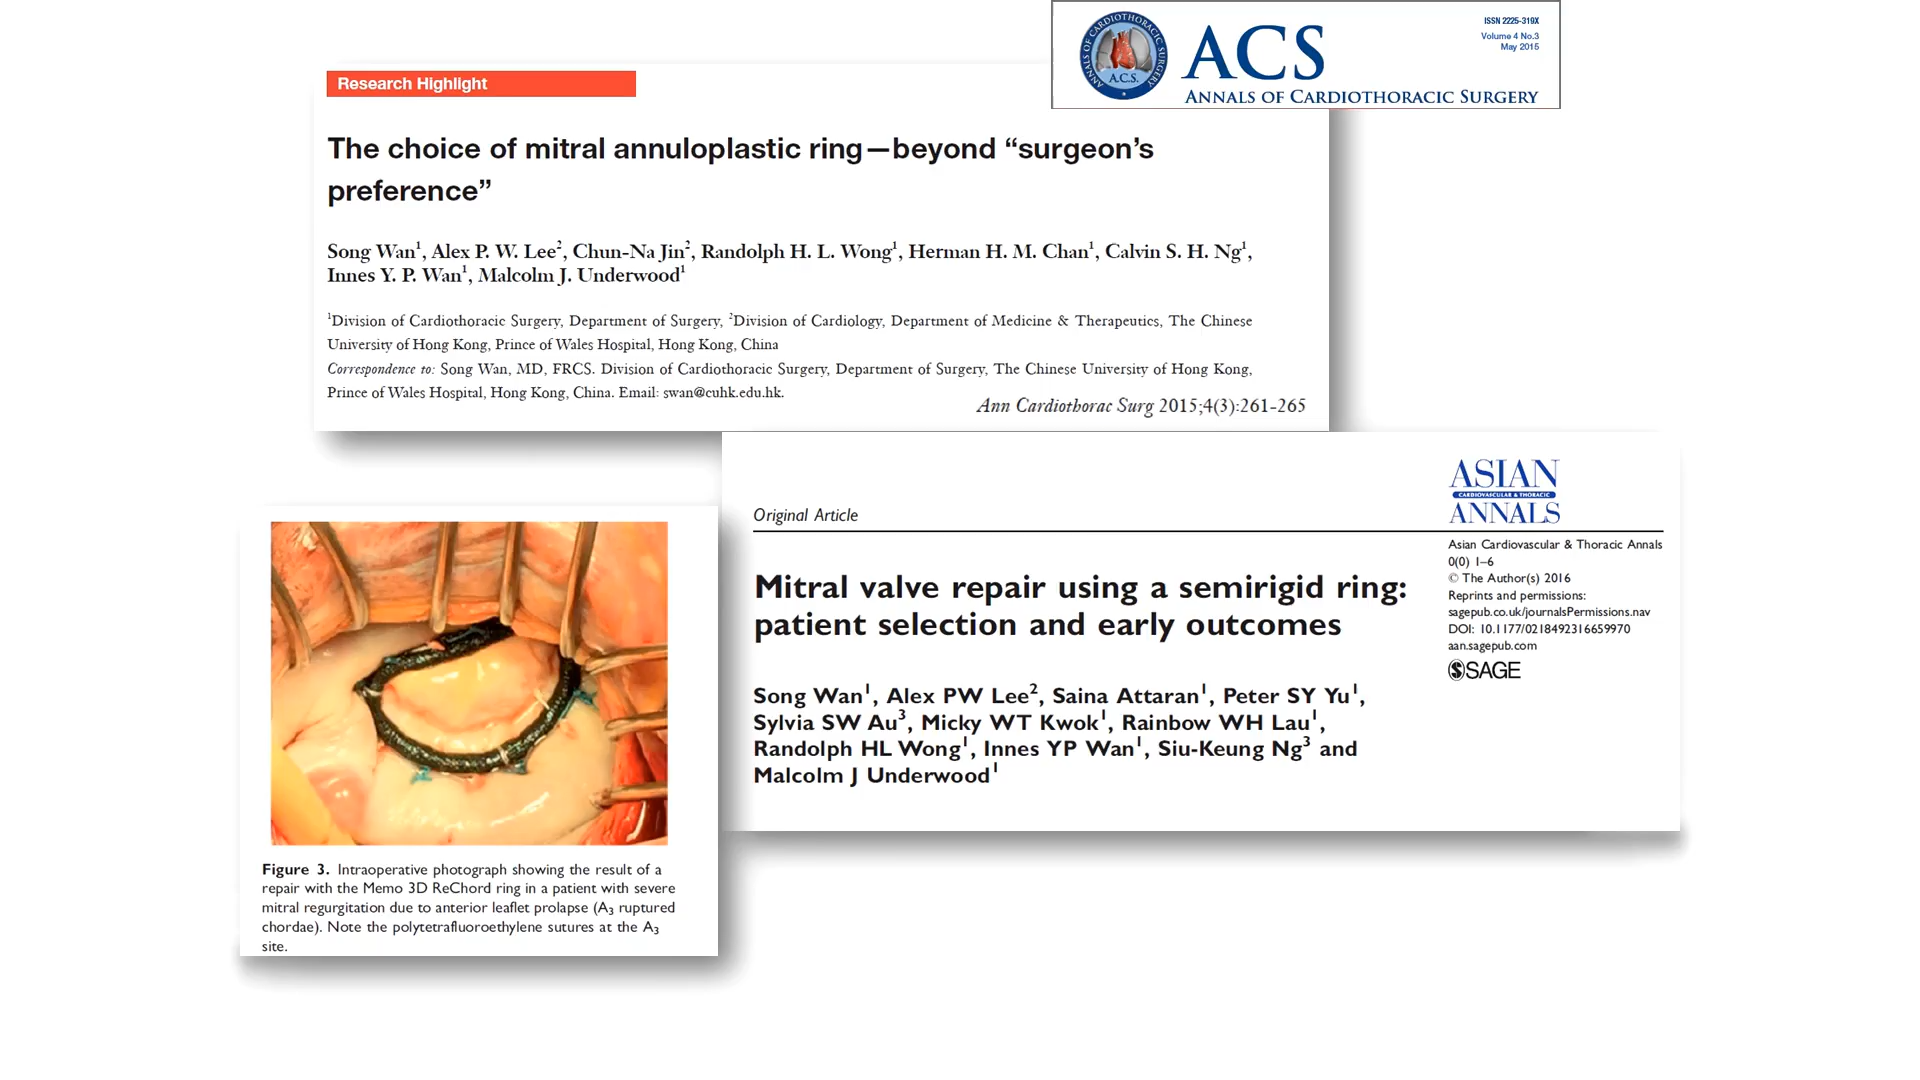 ISSN 2225-319X
Volume 4 No.3
May 2015
ANNALS OF CARDIOTHORACIC SURGERY
A.C.S.
ACS
ANNALS OF CARDIOTHORACIC SURGERY
Research Highlight
The choice of mitral annuloplastic ring—beyond “surgeon’s
preference”
Song Wan1, Alex P. W. Lee2, Chun-Na Jin2, Randolph H. L. Wong1, Herman H. M. Chan1, Calvin S. H. Ng1,
Innes Y. P. Wan1, Malcolm J. Underwood1
1Division of Cardiothoracic Surgery, Department of Surgery, 2Division of Cardiology, Department of Medicine & Therapeutics, The Chinese
University of Hong Kong, Prince of Wales Hospital, Hong Kong, China
Correspondence to: Song Wan, MD, FRCS. Division of Cardiothoracic Surgery, Department of Surgery, The Chinese University of Hong Kong,
Prince of Wales Hospital, Hong Kong, China. Email: swan@cuhk.edu.hk.
Ann Cardiothorac Surg 2015;4(3):261-265
Original Article
ASIAN
CARDIOVASCULAR & THORACIC
ANNALS
Asian Cardiovascular & Thoracic Annals
0(0) 1–6
© The Author(s) 2016
Reprints and permissions:
sagepub.co.uk/journalsPermissions.nav
DOI: 10.1177/0218492316659970
aan.sagepub.com
SAGE
Mitral valve repair using a semirigid ring:
patient selection and early outcomes
Song Wan1, Alex PW Lee2, Saina Attaran1, Peter SY Yu1,
Sylvia SW Au3, Micky WT Kwok1, Rainbow WH Lau1,
Randolph HL Wong1, Innes YP Wan1, Siu-Keung Ng3 and
Malcolm J Underwood1
Figure 3. Intraoperative photograph showing the result of a
repair with the Memo 3D ReChord ring in a patient with severe
mitral regurgitation due to anterior leaflet prolapse (A3 ruptured
chordae). Note the polytetrafluoroethylene sutures at the A3
site.